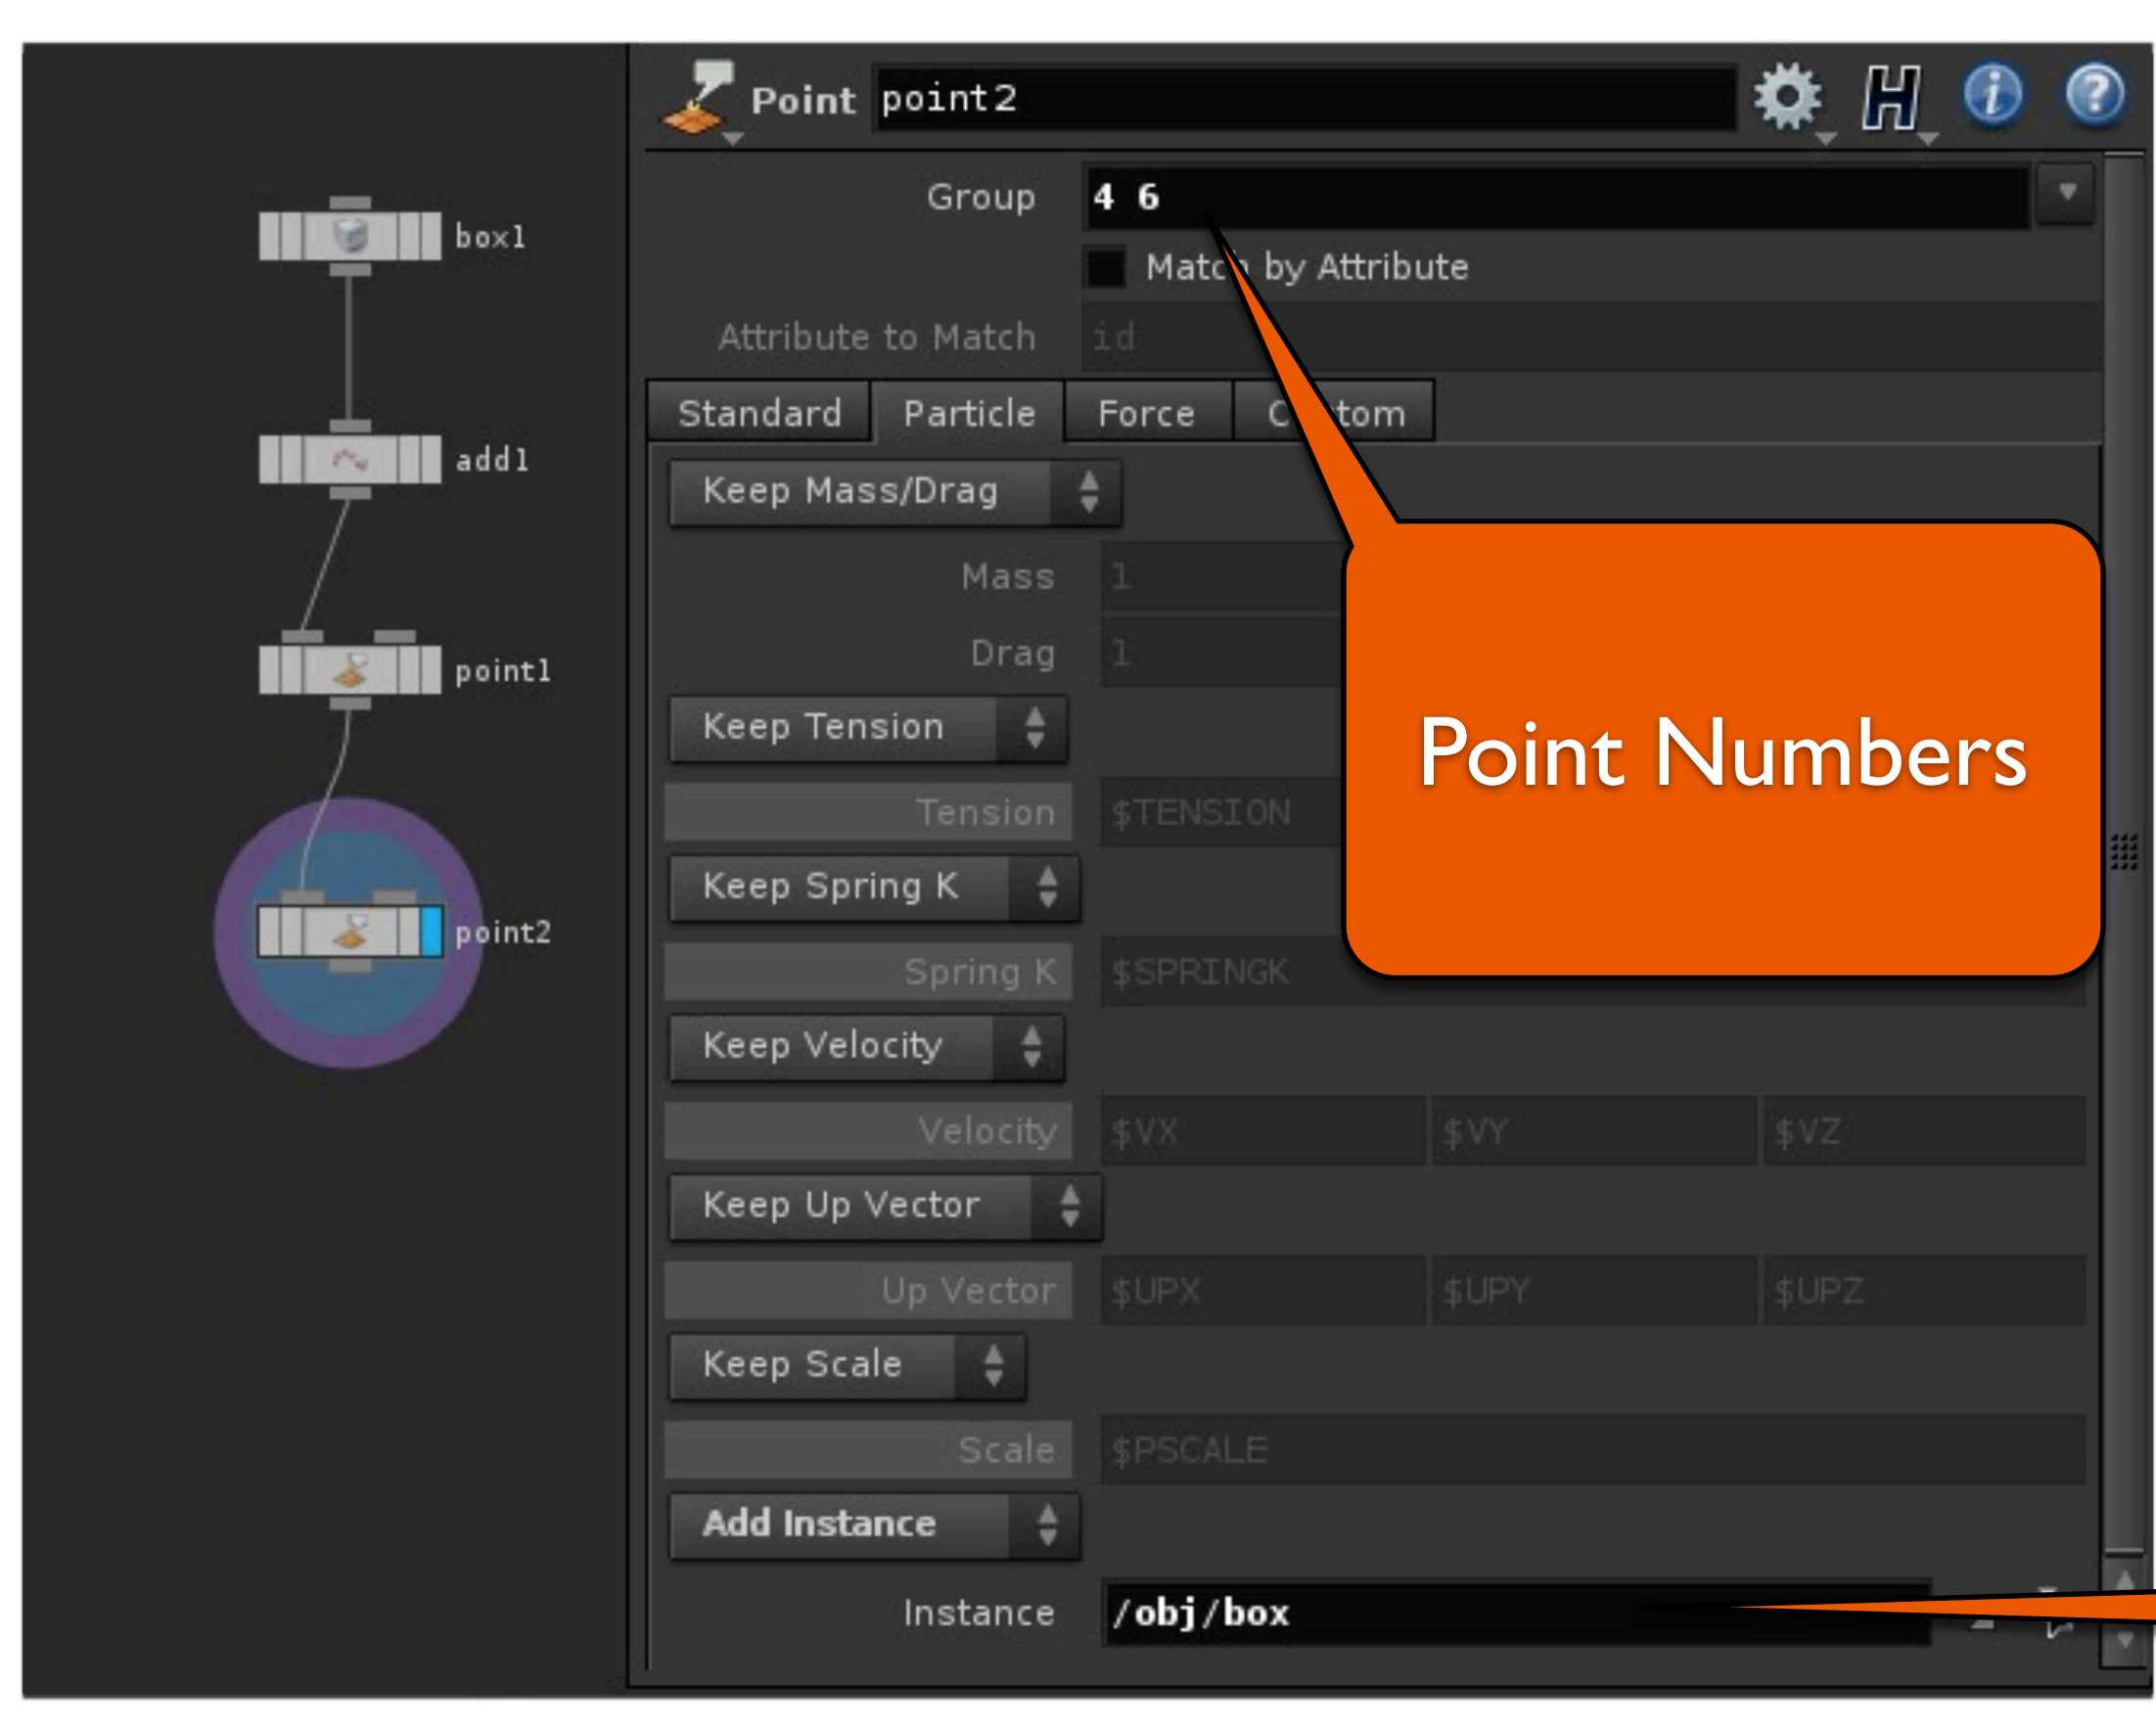 Point point2
Group 4 6
Match by Attribute
Attribute to Match id
Standard Particle Force
Keep Mass/Drag
Mass 1
Drag 1
Keep Tension
Point Numbers
Tension $TENSION
Keep Spring K
Spring K $SPRINGK
Keep Velocity
Velocity $VX $VY $VZ
Keep Up Vector
Up Vector $UPX $UPY $UPZ
Keep Scale
Scale $PSCALE
Add Instance
Instance /obj/box
box1
add1
point1
point2